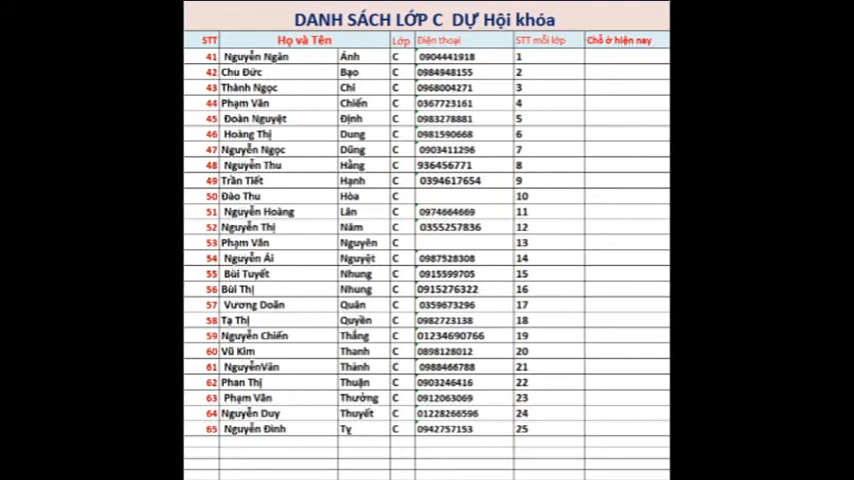 DANH SÁCH LỚP C DỰ Hội khóa
STT Họ và Tên Lớp Điện thoại STT mỗi lớp Chỗ ở hiện nay
41 Nguyễn Ngân Ánh C 0904441918 1
42 Chu Đức Bạo C 0984948155 2
43 Thành Ngọc Chi C 0968004271 3
44 Phạm Văn Chiến C 0367723161 4
45 Đoàn Nguyệt Định C 0983278881 5
46 Hoàng Thị Dung C 0981590668 6
47 Nguyễn Ngọc Dũng C 0903411296 7
48 Nguyễn Thu Hằng C 936456771 8
49 Trần Tiết Hạnh C 0394617654 9
50 Đào Thu Hòa C 10
51 Nguyễn Hoàng Lân C 0974664669 11
52 Nguyễn Thị Năm C 0355257836 12
53 Phạm Văn Nguyên C 13
54 Nguyễn Ái Nguyệt C 0987528308 14
55 Bùi Tuyết Nhung C 0915599705 15
56 Bùi Thị Nhung C 0915276322 16
57 Vương Doãn Quân C 0359673296 17
58 Tạ Thị Quyền C 0982723138 18
59 Nguyễn Chiến Thắng C 01234690766 19
60 Vũ Kim Thanh C 0898128012 20
61 NguyễnVăn Thành C 0988466788 21
62 Phan Thị Thuận C 0903246416 22
63 Phạm Văn Thưởng C 0912063069 23
64 Nguyễn Duy Thuyết C 01228266596 24
65 Nguyễn Đình Tỵ C 0942757153 25